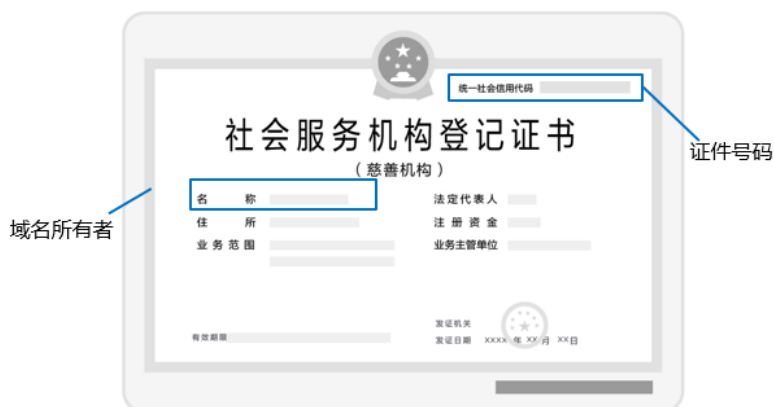 统一社会信用代码
社会服务机构登记证书
（慈善机构）
证件号码
名 称
法定代表人
域名所有者
住 所
注册资金
业务范围
业务主管单位
发证机关
有效期限
发证日期 XXXX 年 XX 月 XX日